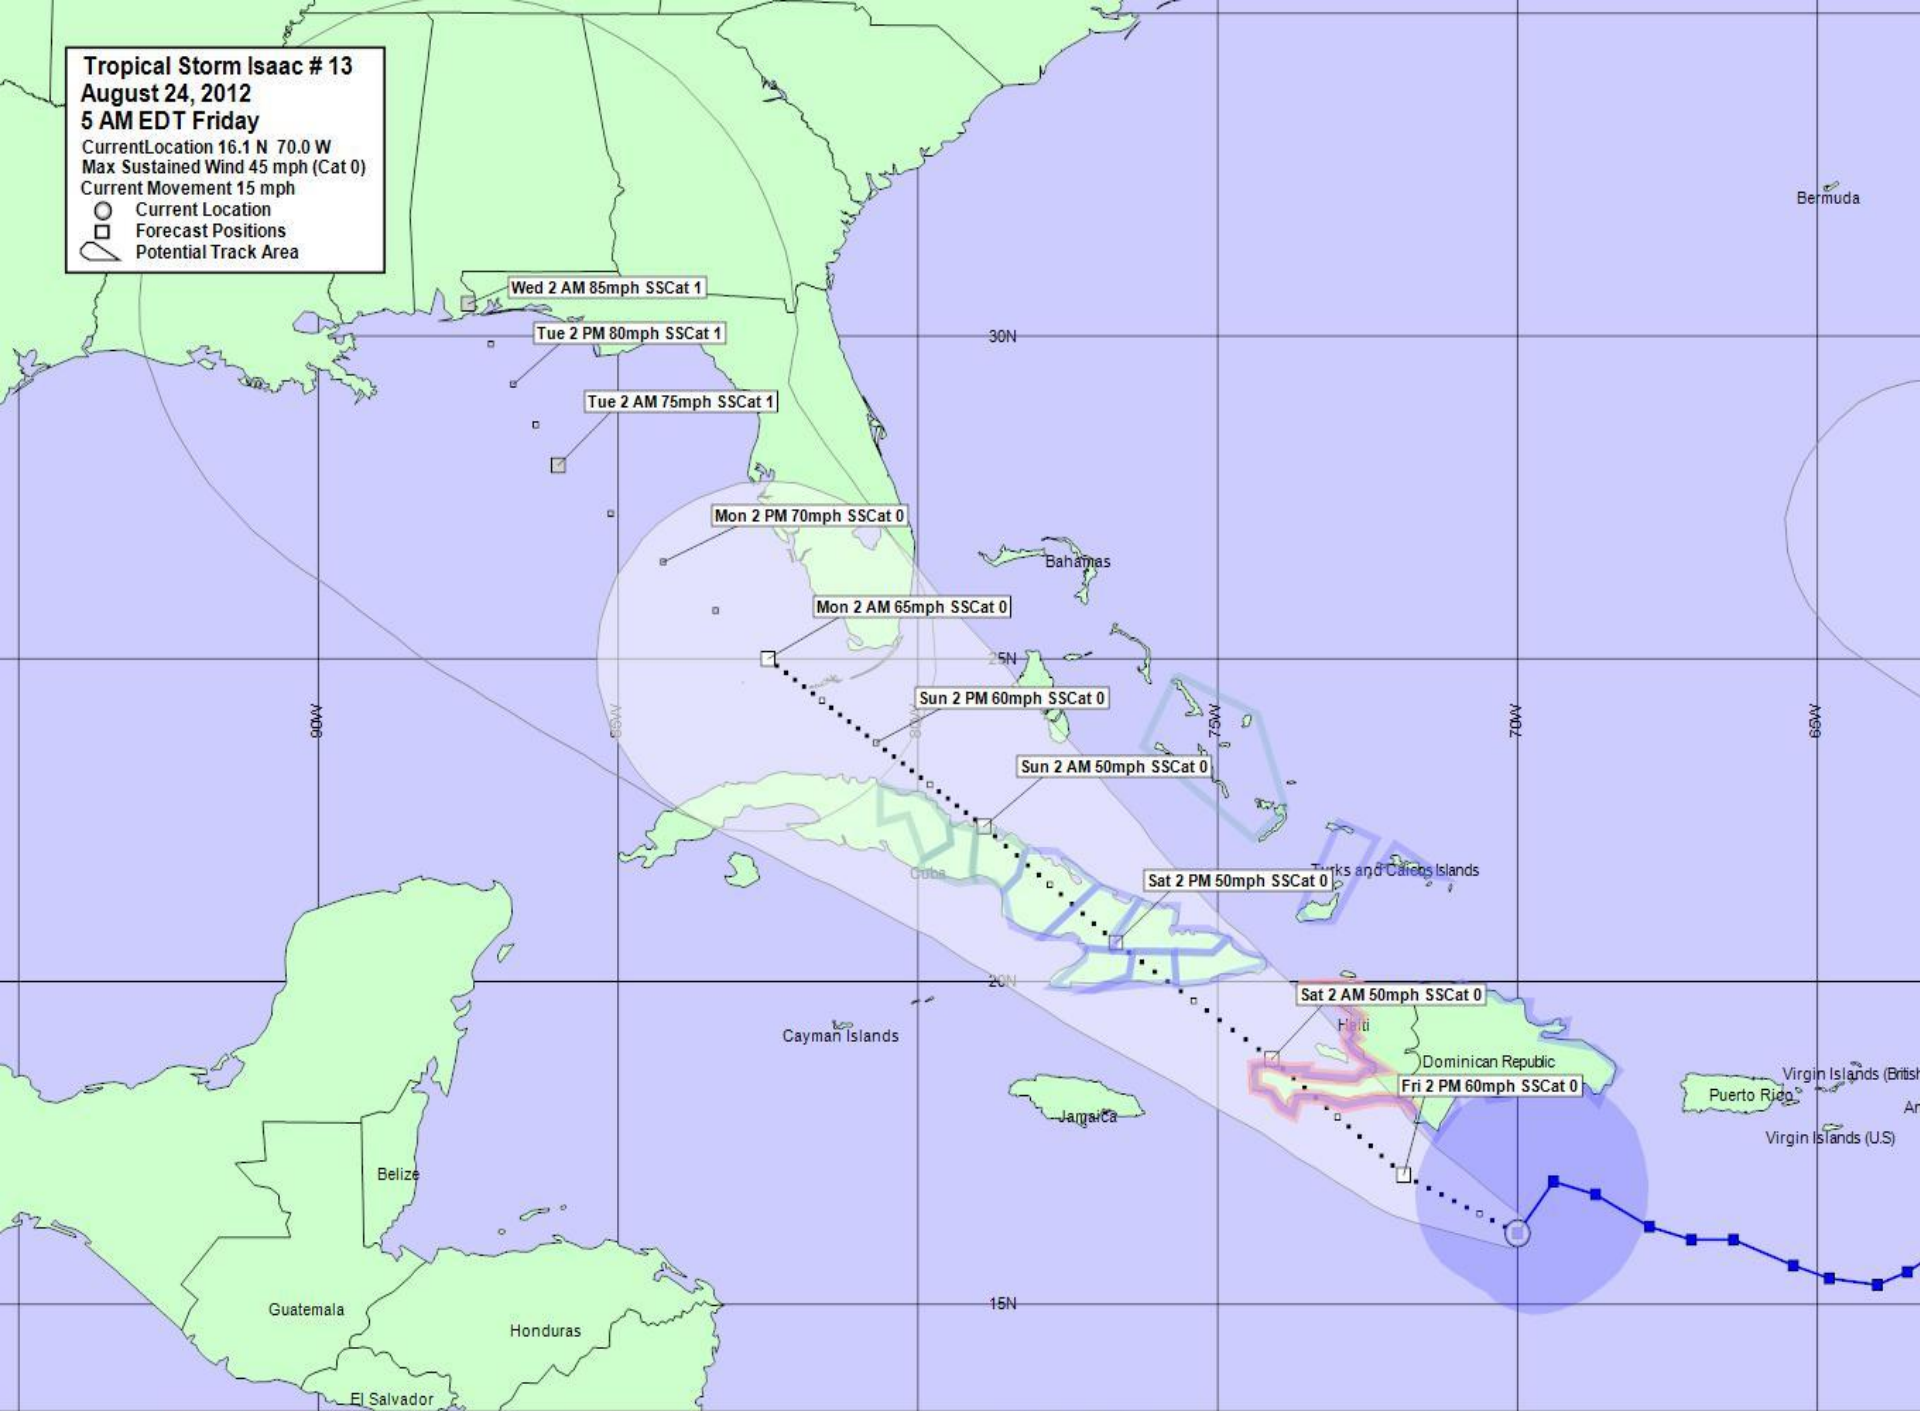 Tropical Storm Isaac # 13
August 24, 2012
5 AM EDT Friday
CurrentLocation 16.1 N 70.0 W
Max Sustained Wind 45 mph (Cat 0)
Current Movement 15 mph
Current Location
Forecast Positions
Potential Track Area
Bermuda
Wed 2 AM 85mph SSCat 1
Tue 2 PM 80mph SSCat 1
30N
Tue 2 AM 75mph SSCat 1
Mon 2 PM 70mph SSCat 0
Bahamas
Mon 2 AM 65mph SSCat 0
25N
Sun 2 PM 60mph SSCat 0
90W
85W
80W
75W
70W
65W
Sun 2 AM 50mph SSCat 0
Cuba
Turks and Caicos Islands
Sat 2 PM 50mph SSCat 0
20N
Sat 2 AM 50mph SSCat 0
Haiti
Cayman Islands
Dominican Republic
Virgin Islands (British
Fri 2 PM 60mph SSCat 0
Puerto Rico
Jamaica
Virgin Islands (U.S)
Belize
15N
Guatemala
Honduras
El Salvador